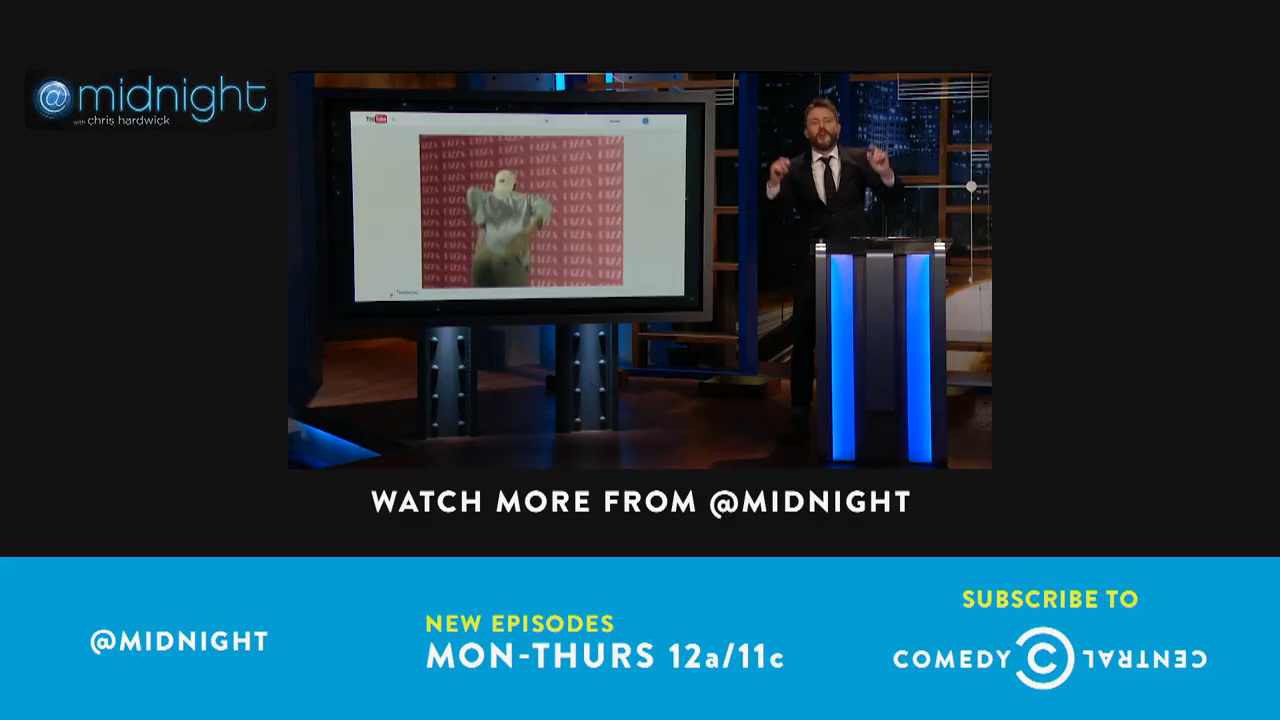 @midnight
with chris hardwick
YouTube
WATCH MORE FROM @MIDNIGHT
@MIDNIGHT
NEW EPISODES
MON-THURS 12a/11c
SUBSCRIBE TO
COMEDY C CENTRAL